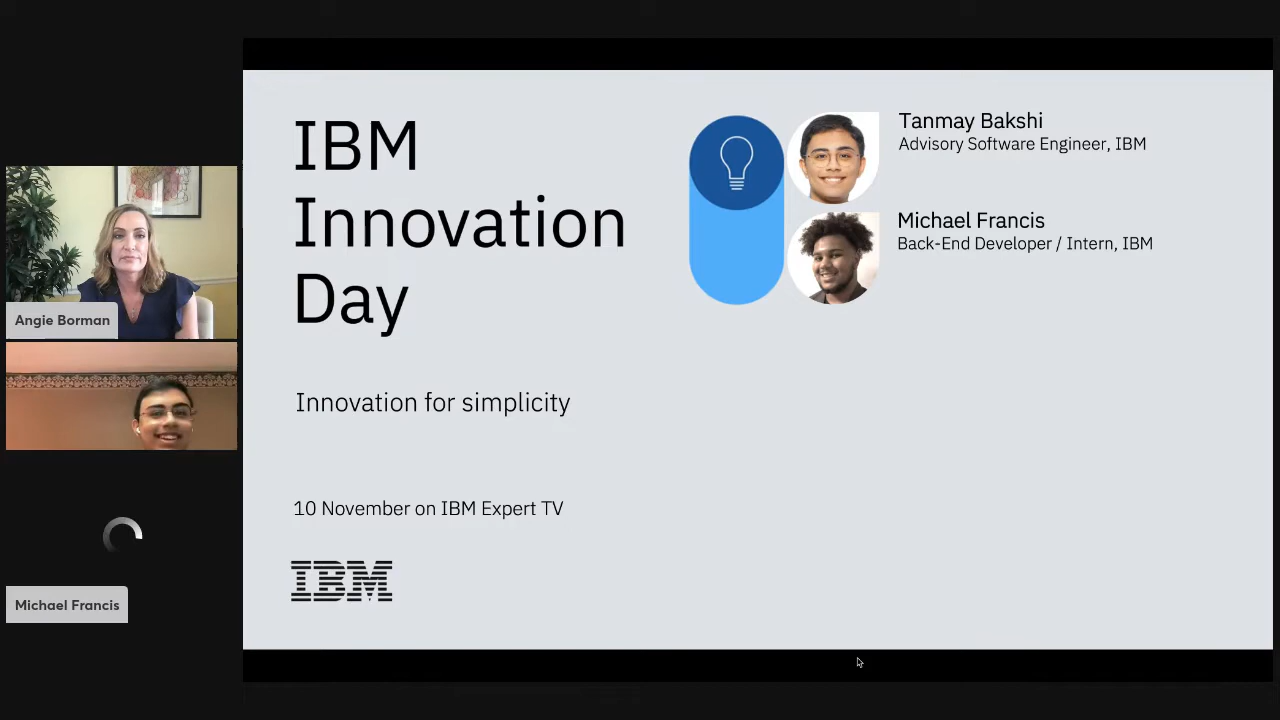 IBM
Innovation
Day
Innovation for simplicity
10 November on IBM Expert TV
IBM
Tanmay Bakshi
Advisory Software Engineer, IBM
Michael Francis
Back-End Developer / Intern, IBM
Angie Borman
Michael Francis